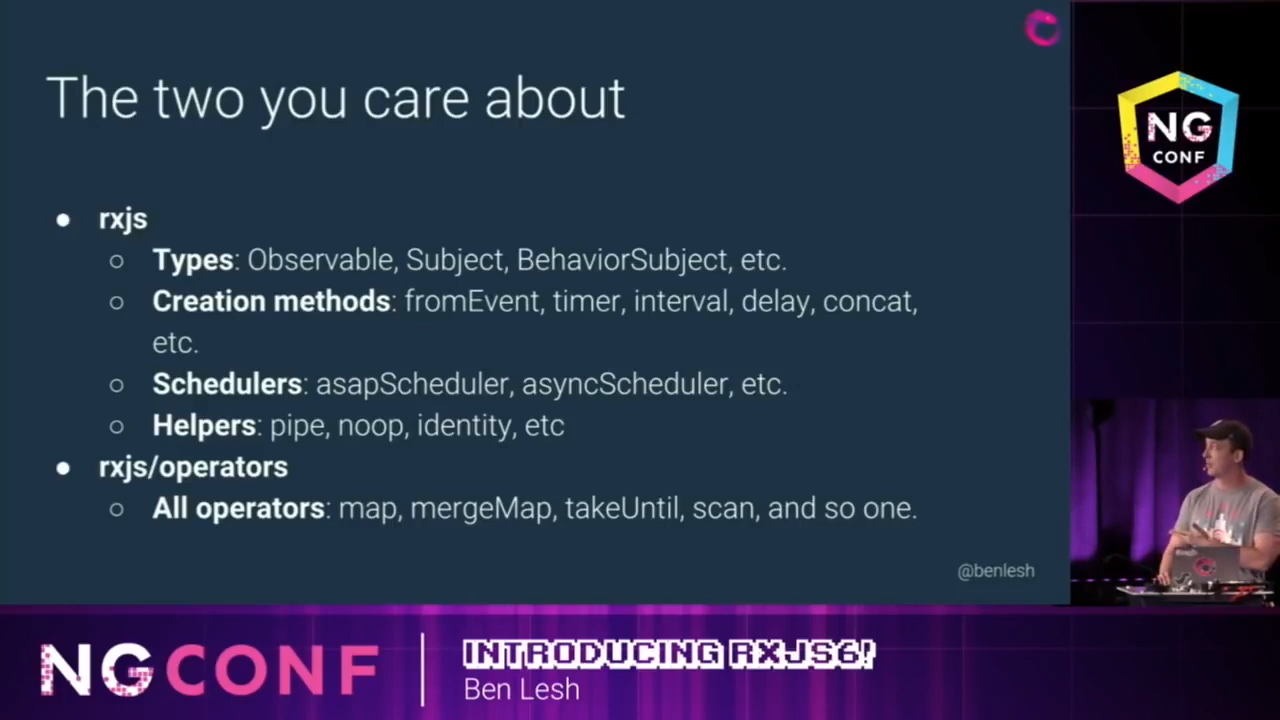 The two you care about
● rxjs
○ Types: Observable, Subject, BehaviorSubject, etc.
○ Creation methods: fromEvent, timer, interval, delay, concat,
etc.
○ Schedulers: asapScheduler, asyncScheduler, etc.
○ Helpers: pipe, noop, identity, etc
● rxjs/operators
○ All operators: map, mergeMap, takeUntil, scan, and so one.
@benlesh
NG
CONF
NGCONF
INTRODUCING RXJS6!
Ben Lesh